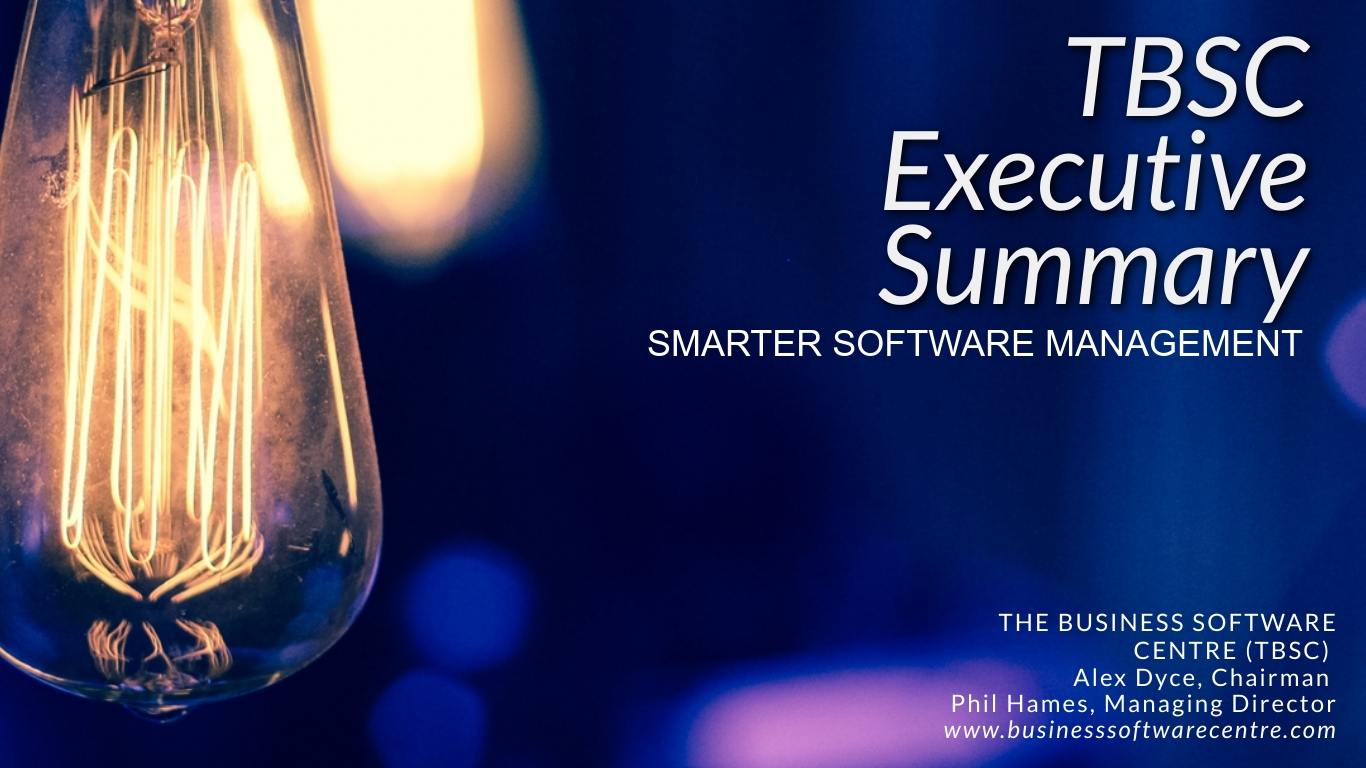 TBSC
Executive
Summary
SMARTER SOFTWARE MANAGEMENT
THE BUSINESS SOFTWARE
CENTRE (TBSC)
Alex Dyce, Chairman
Phil Hames, Managing Director
www.businesssoftwarecentre.com